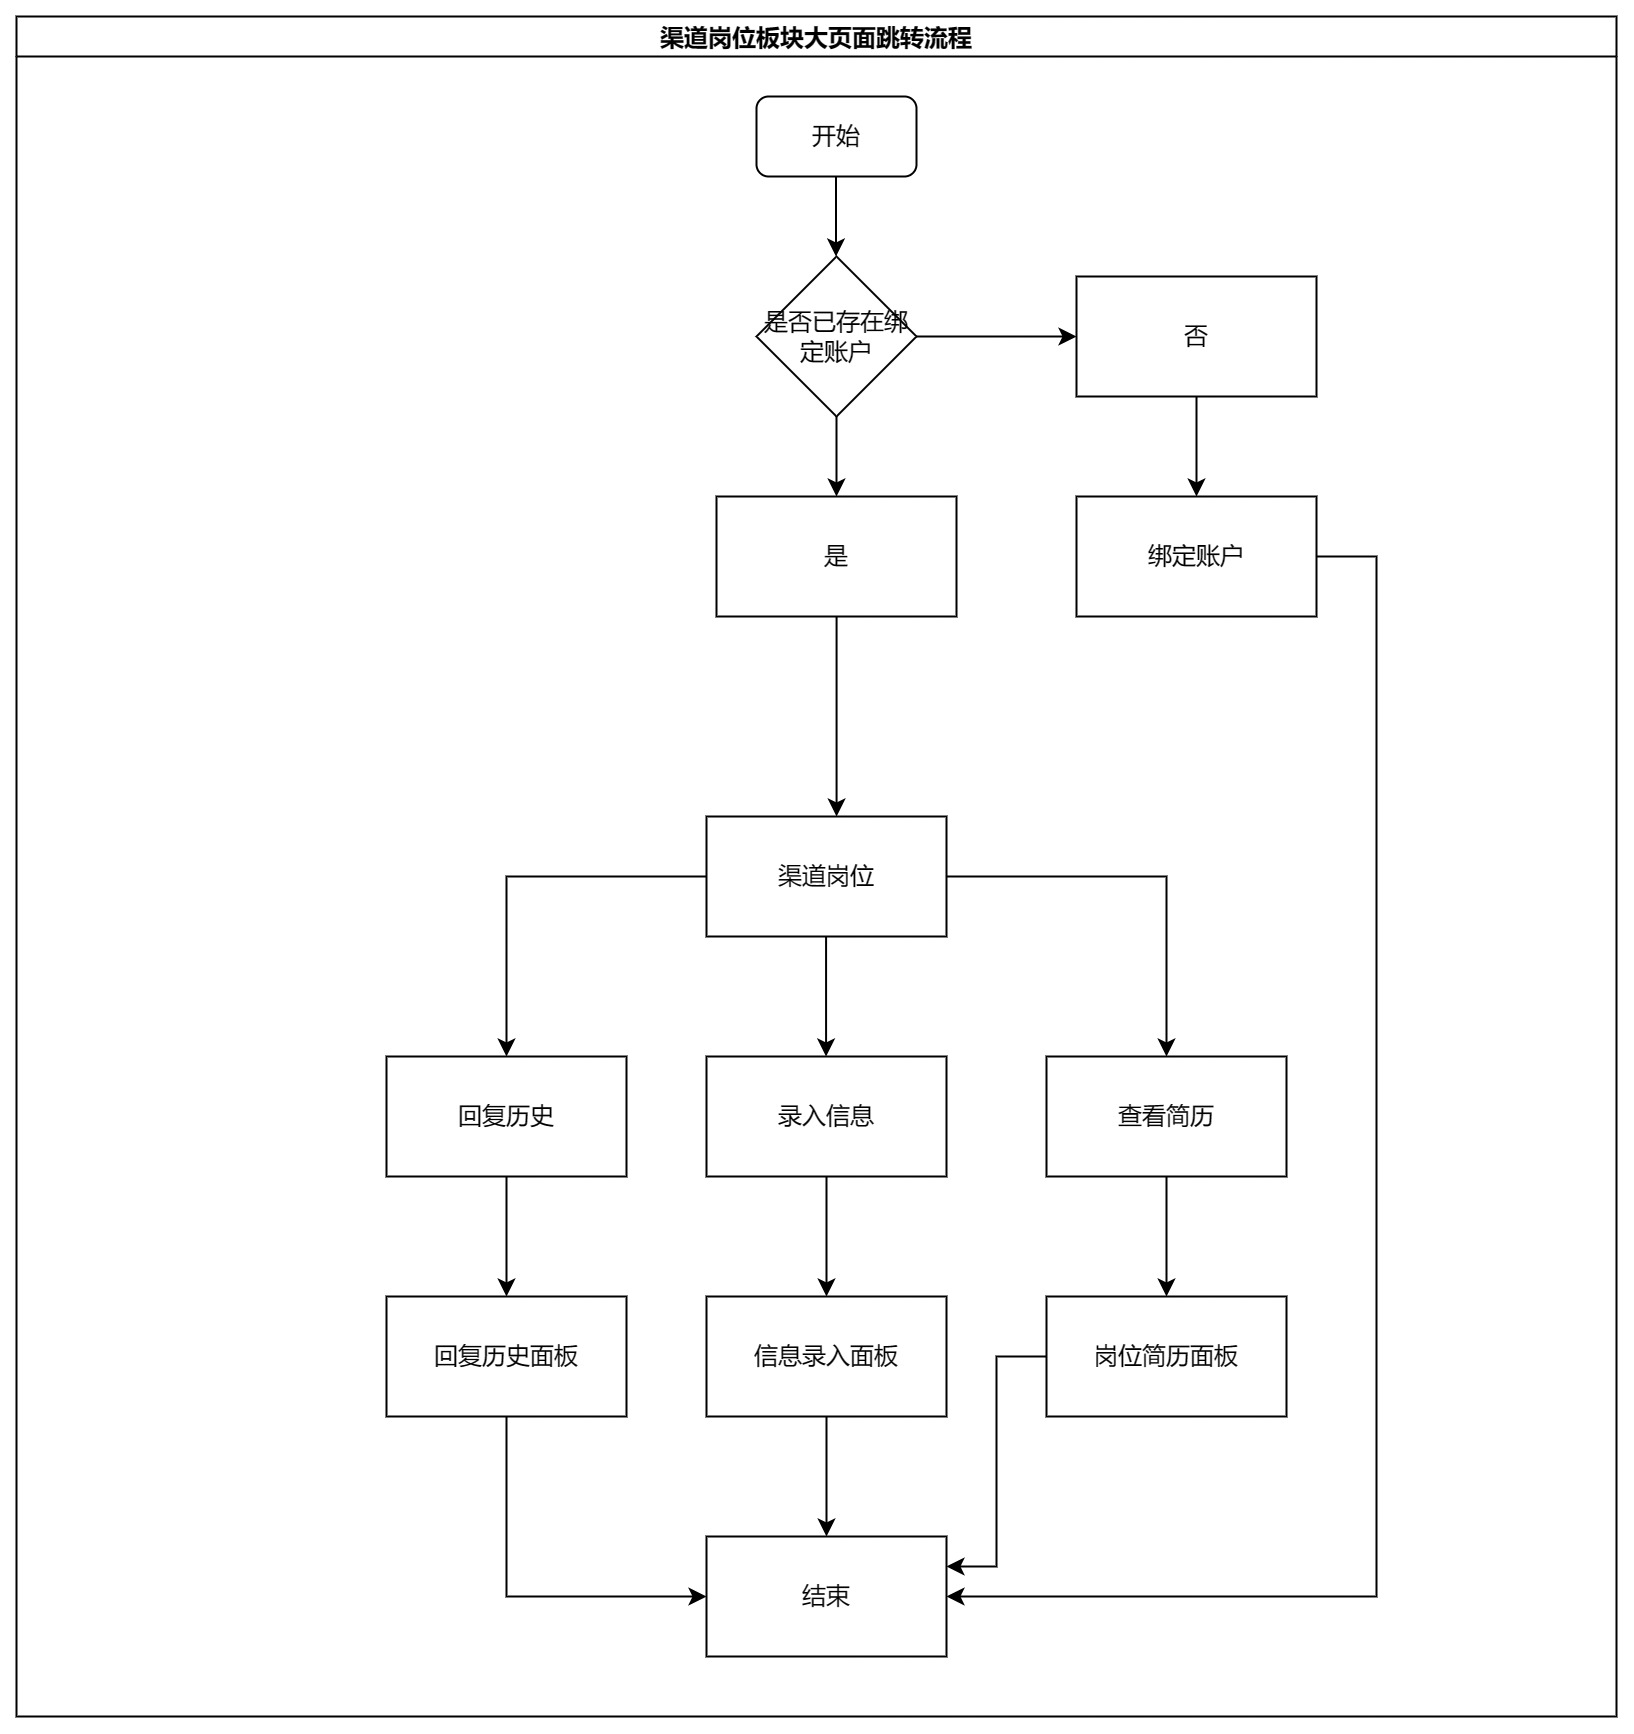 渠道岗位板块大页面跳转流程
开始
是否已存在绑
定账户
否
是
绑定账户
渠道岗位
回复历史
录入信息
查看简历
回复历史面板
信息录入面板
岗位简历面板
结束